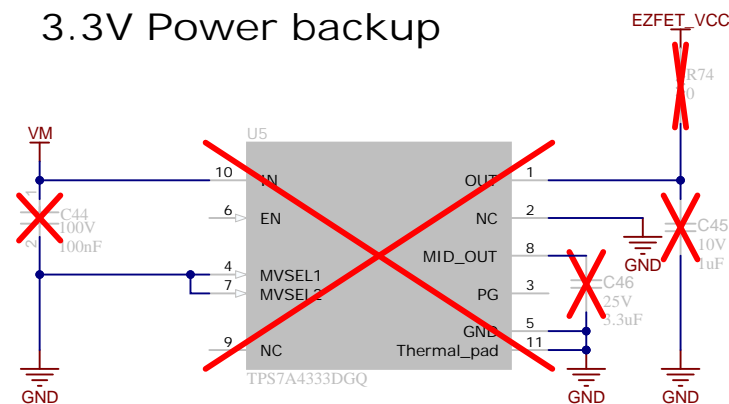 3.3V Power backup
EZFET_VCC
R74
0
VM
U5
10
IN
OUT
1
1
C44
100V
100nF
2
6
EN
NC
2
C45
10V
1uF
MID_OUT
8
GND
4
MVSEL1
7
MVSEL2
PG
3
C46
25V
3.3uF
GND
5
9
NC
Thermal_pad
11
TPS7A4333DGQ
GND
GND
GND